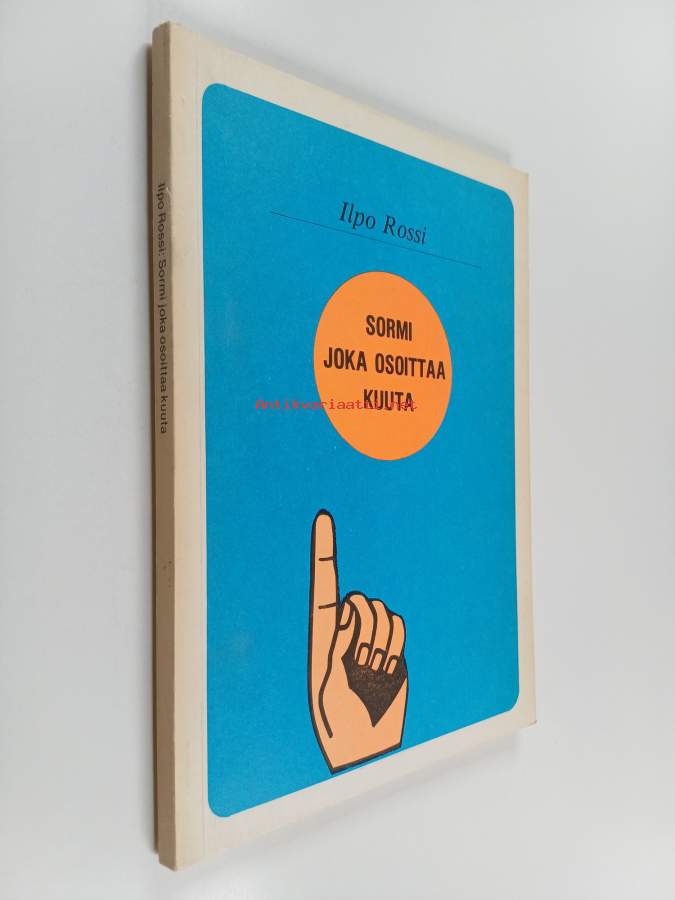 Ilpo Rossi: Sormi joka osoittaa kuuta
Ilpo Rossi
SORMI
JOKA OSOITTAA
KUUTA
Antikvariaatti.net